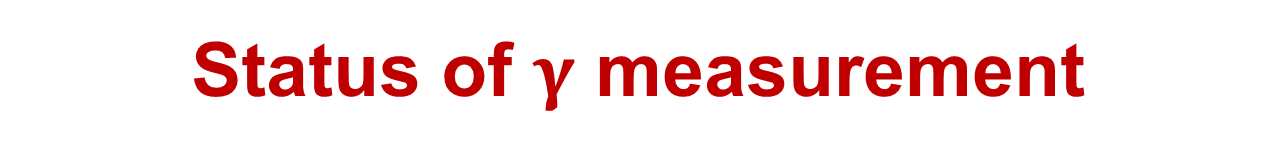 Status of γ measurement